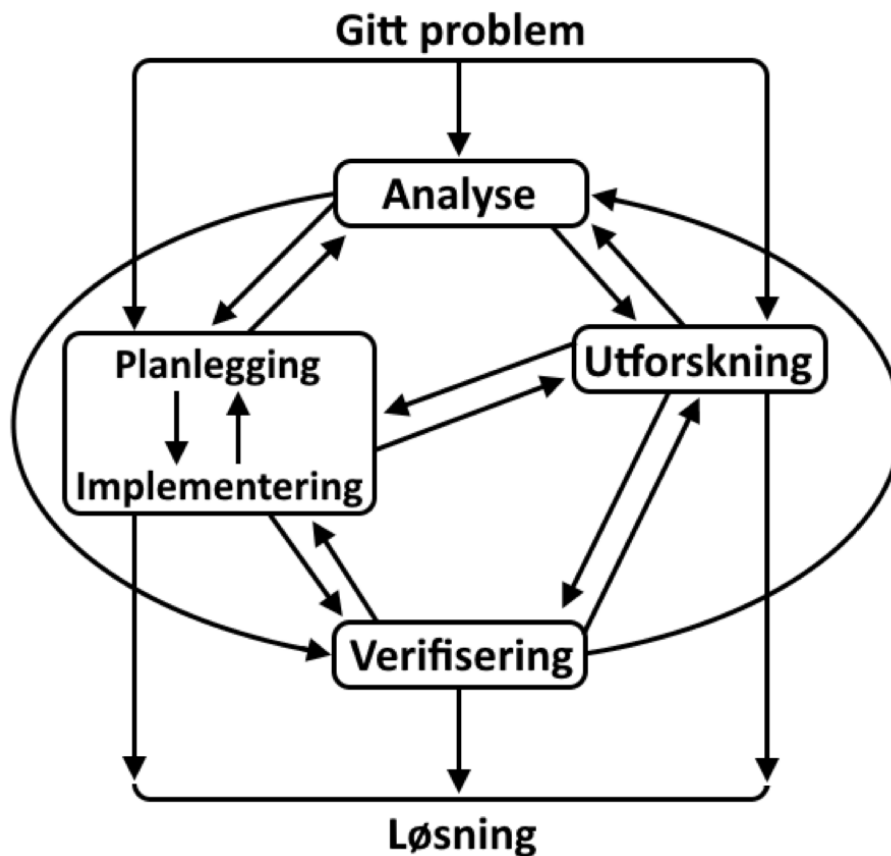 Gitt problem
Analyse
Planlegging
Utforskning
Implementering
Verifisering
Løsning